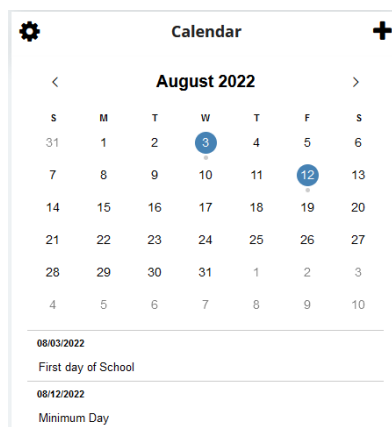 Calendar
August 2022
S M T W T F S
31 1 2 3 4 5 6
7 8 9 10 11 12 13
14 15 16 17 18 19 20
21 22 23 24 25 26 27
28 29 30 31 1 2 3
4 5 6 7 8 9 10
08/03/2022
First day of School
08/12/2022
Minimum Day